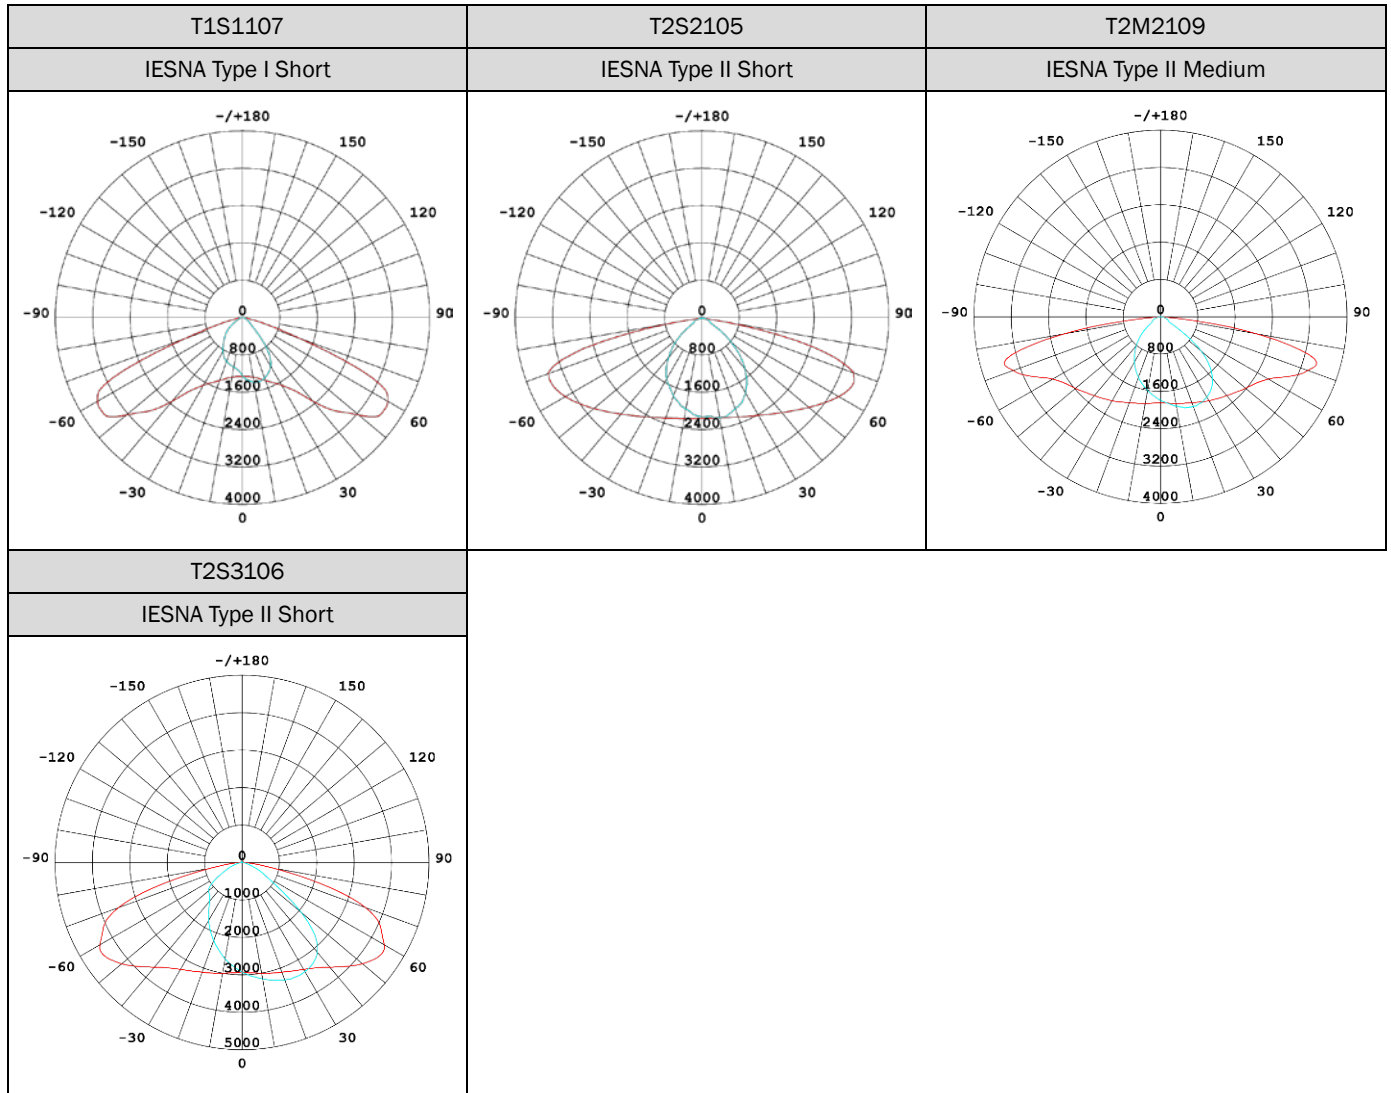 T1S1107 T2S2105 T2M2109
IESNA Type I Short IESNA Type II Short IESNA Type II Medium
-/+180 -/+180 -/+180
-150 150 -150 150 -150 150
-120 120 -120 120 -120 120
-90 0 90 -90 0 90 -90 0 90
800 800 800
1600 1600 1600
-60 2400 60 -60 2400 60 -60 2400 60
3200 3200 3200
-30 30 -30 30 -30 30
4000 4000 4000
0 0 0
T2S3106
IESNA Type II Short
-/+180
-150 150
-120 120
-90 0 90
1000
2000
-60 3000 60
4000
-30 30
5000
0